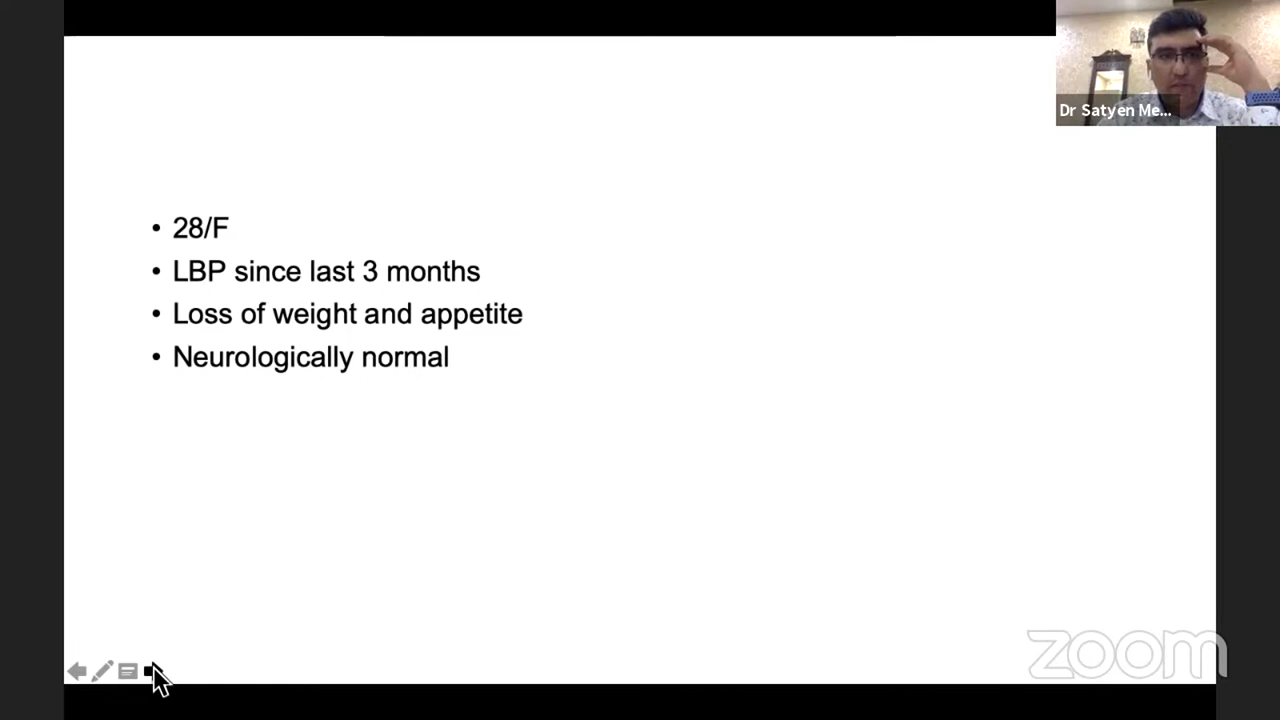 Dr Satyen Me...
• 28/F
• LBP since last 3 months
• Loss of weight and appetite
• Neurologically normal
zoom